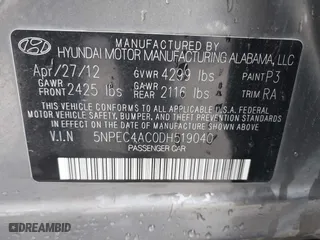 MANUFACTURED BY
HYUNDAI MOTOR MANUFACTURING ALABAMA, LLC
Apr/27/12 GVWR 4299 lbs PAINT P3
GAWR FRONT 2425 lbs GAWR REAR 2116 lbs TRIM RA
THIS VEHICLE CONFORMS TO ALL APPLICABLE U.S. FEDERAL
MOTOR VEHICLE SAFETY, BUMPER, AND THEFT PREVENTION
STANDARDS IN EFFECT ON THE DATE OF MANUFACTURE SHOWN ABOVE.
V.I.N 5NPEC4AC0DH519040
PASSENGER CAR
AUTOBIDCAR